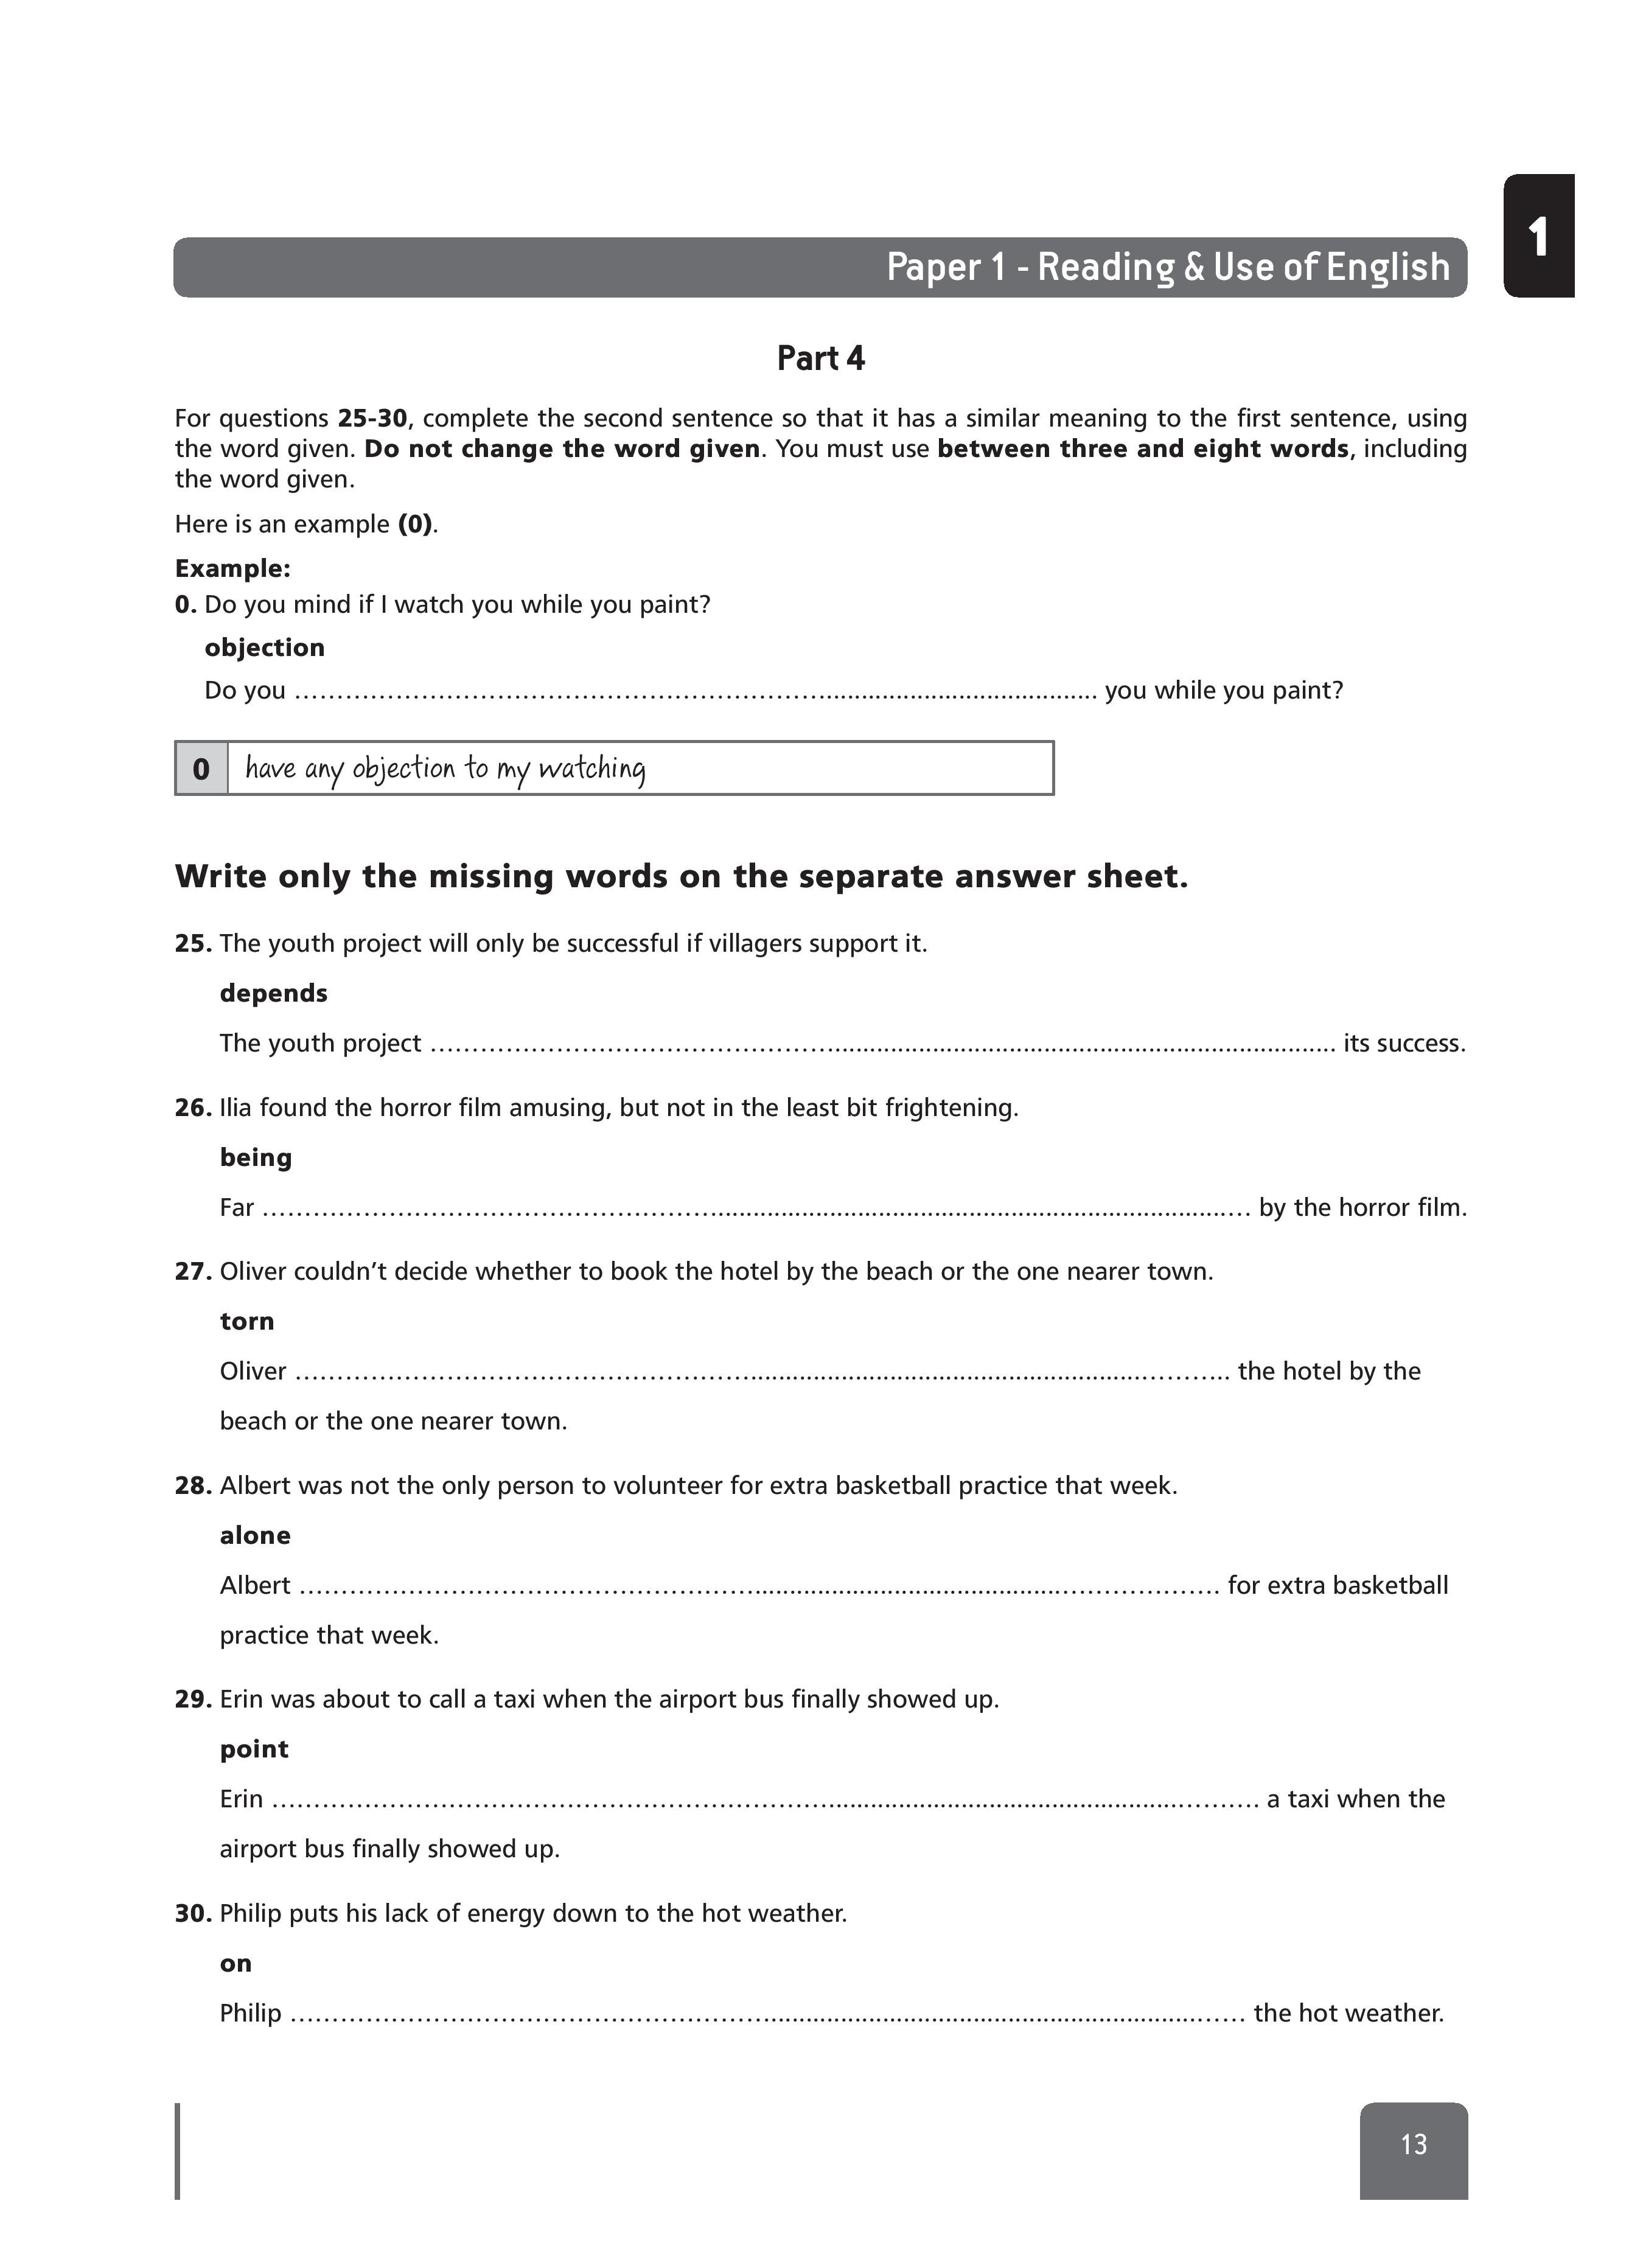 1
Paper 1 - Reading & Use of English
Part 4
For questions 25-30, complete the second sentence so that it has a similar meaning to the first sentence, using
the word given. Do not change the word given. You must use between three and eight words, including
the word given.
Here is an example (0).
Example:
0. Do you mind if I watch you while you paint?
objection
Do you ........................................ you while you paint?
0 have any objection to my watching
Write only the missing words on the separate answer sheet.
25. The youth project will only be successful if villagers support it.
depends
The youth project ........................................ its success.
26. Ilia found the horror film amusing, but not in the least bit frightening.
being
Far ........................................ by the horror film.
27. Oliver couldn't decide whether to book the hotel by the beach or the one nearer town.
torn
Oliver ........................................ the hotel by the
beach or the one nearer town.
28. Albert was not the only person to volunteer for extra basketball practice that week.
alone
Albert ........................................ for extra basketball
practice that week.
29. Erin was about to call a taxi when the airport bus finally showed up.
point
Erin ........................................ a taxi when the
airport bus finally showed up.
30. Philip puts his lack of energy down to the hot weather.
on
Philip ........................................ the hot weather.
13